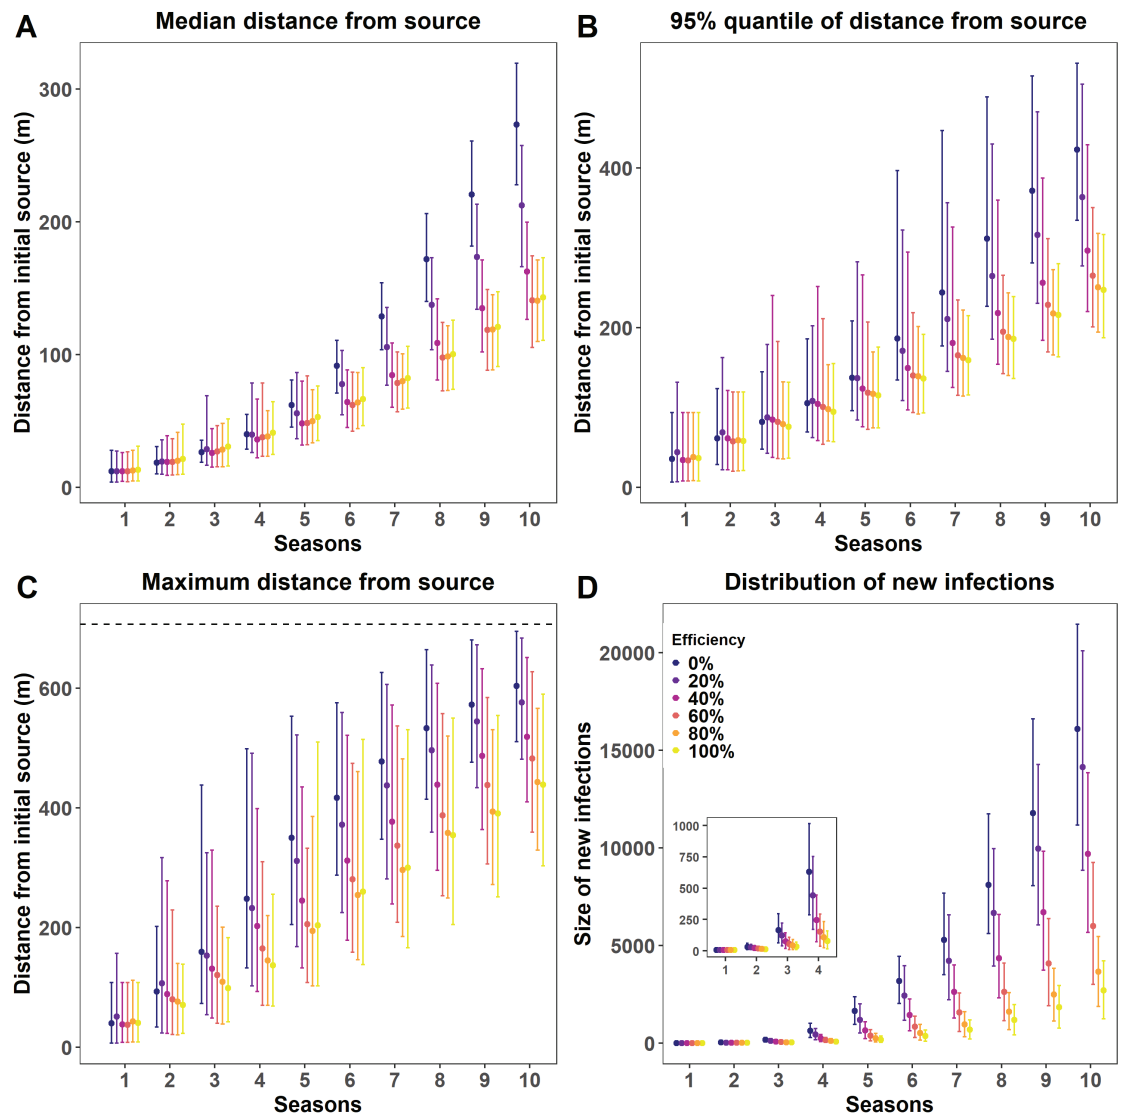 A Median distance from source
Distance from initial source (m)
300
200
100
0
1 2 3 4 5 6 7 8 9 10
Seasons
B 95% quantile of distance from source
Distance from initial source (m)
400
200
0
1 2 3 4 5 6 7 8 9 10
Seasons
C Maximum distance from source
Distance from initial source (m)
600
400
200
0
1 2 3 4 5 6 7 8 9 10
Seasons
D Distribution of new infections
Size of new infections
20000
15000
10000
5000
0
Efficiency
0%
20%
40%
60%
80%
100%
1000
750
500
250
0
1 2 3 4
1 2 3 4 5 6 7 8 9 10
Seasons